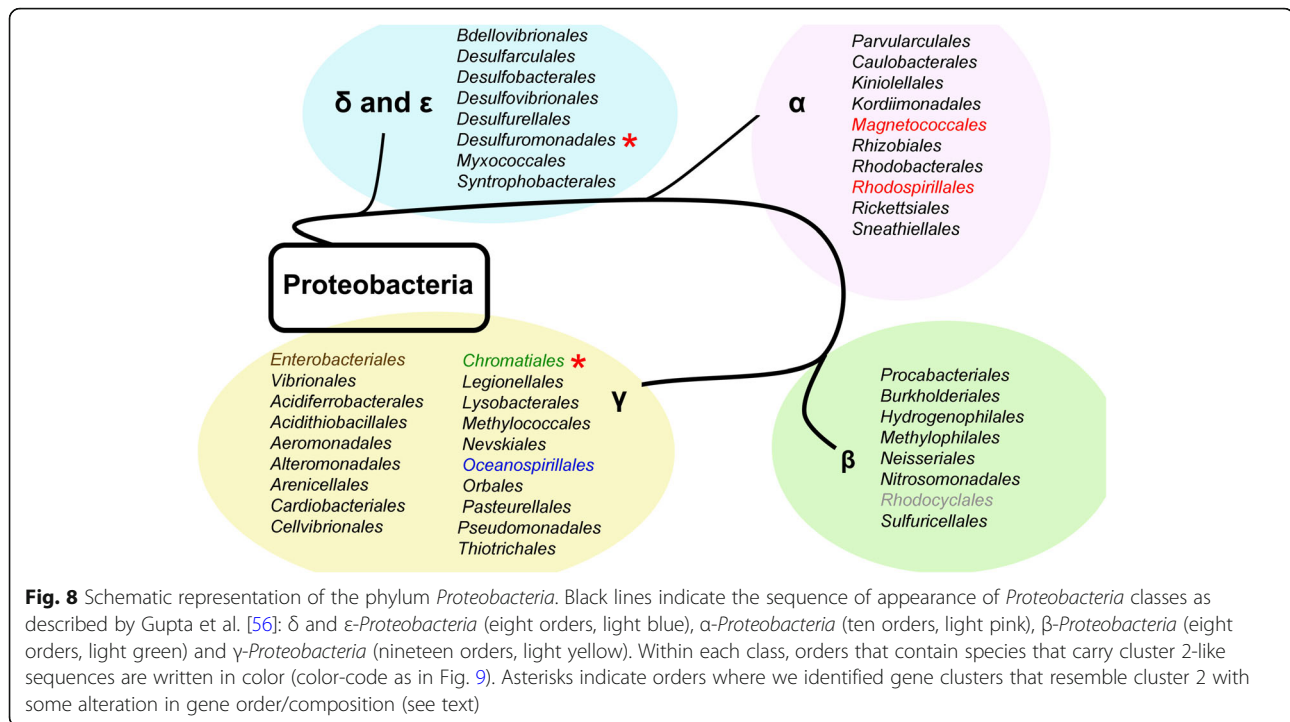 δ and ε
Bdellovibrionales
Desulfarculales
Desulfobacterales
Desulfovibrionales
Desulfurellales
Desulfuromonadales *
Myxococcales
Syntrophobacterales
α
Parvularculales
Caulobacterales
Kiniolellales
Kordiimonadales
Magnetococcales
Rhizobiales
Rhodobacterales
Rhodospirillales
Rickettsiales
Sneathiellales
Proteobacteria
Enterobacteriales
Vibrionales
Acidiferrobacterales
Acidithiobacillales
Aeromonadales
Alteromonadales
Arenicellales
Cardiobacteriales
Cellvibrionales
Chromatiales *
Legionellales
Lysobacterales
Methylococcales
Nevskiales
Oceanospirillales
Orbales
Pasteurellales
Pseudomonadales
Thiotrichales
γ
β
Procabacteriales
Burkholderiales
Hydrogenophilales
Methylophilales
Neisseriales
Nitrosomonadales
Rhodocyclales
Sulfuricellales
Fig. 8 Schematic representation of the phylum Proteobacteria. Black lines indicate the sequence of appearance of Proteobacteria classes as
described by Gupta et al. [56]: δ and ε-Proteobacteria (eight orders, light blue), α-Proteobacteria (ten orders, light pink), β-Proteobacteria (eight
orders, light green) and γ-Proteobacteria (nineteen orders, light yellow). Within each class, orders that contain species that carry cluster 2-like
sequences are written in color (color-code as in Fig. 9). Asterisks indicate orders where we identified gene clusters that resemble cluster 2 with
some alteration in gene order/composition (see text)